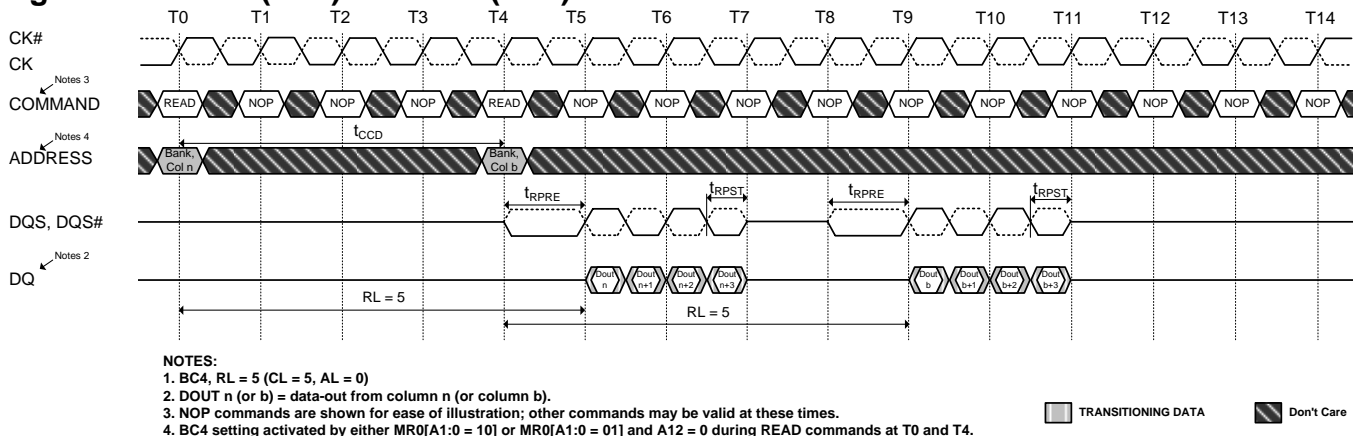 T0 T1 T2 T3 T4 T5 T6 T7 T8 T9 T10 T11 T12 T13 T14
CK#
CK
Notes 3
COMMAND READ NOP NOP NOP READ NOP NOP NOP NOP NOP NOP NOP NOP NOP NOP
tCCD
Notes 4
ADDRESS
Bank, Col n
Bank, Col b
tRPRE tRPST tRPRE tRPST
DQS, DQS#
Notes 2
DQ
Dout n
Dout n+1
Dout n+2
Dout n+3
Dout b
Dout b+1
Dout b+2
Dout b+3
RL = 5
RL = 5
NOTES:
1. BC4, RL = 5 (CL = 5, AL = 0)
2. DOUT n (or b) = data-out from column n (or column b).
3. NOP commands are shown for ease of illustration; other commands may be valid at these times.
4. BC4 setting activated by either MR0[A1:0 = 10] or MR0[A1:0 = 01] and A12 = 0 during READ commands at T0 and T4.
TRANSITIONING DATA
Don't Care